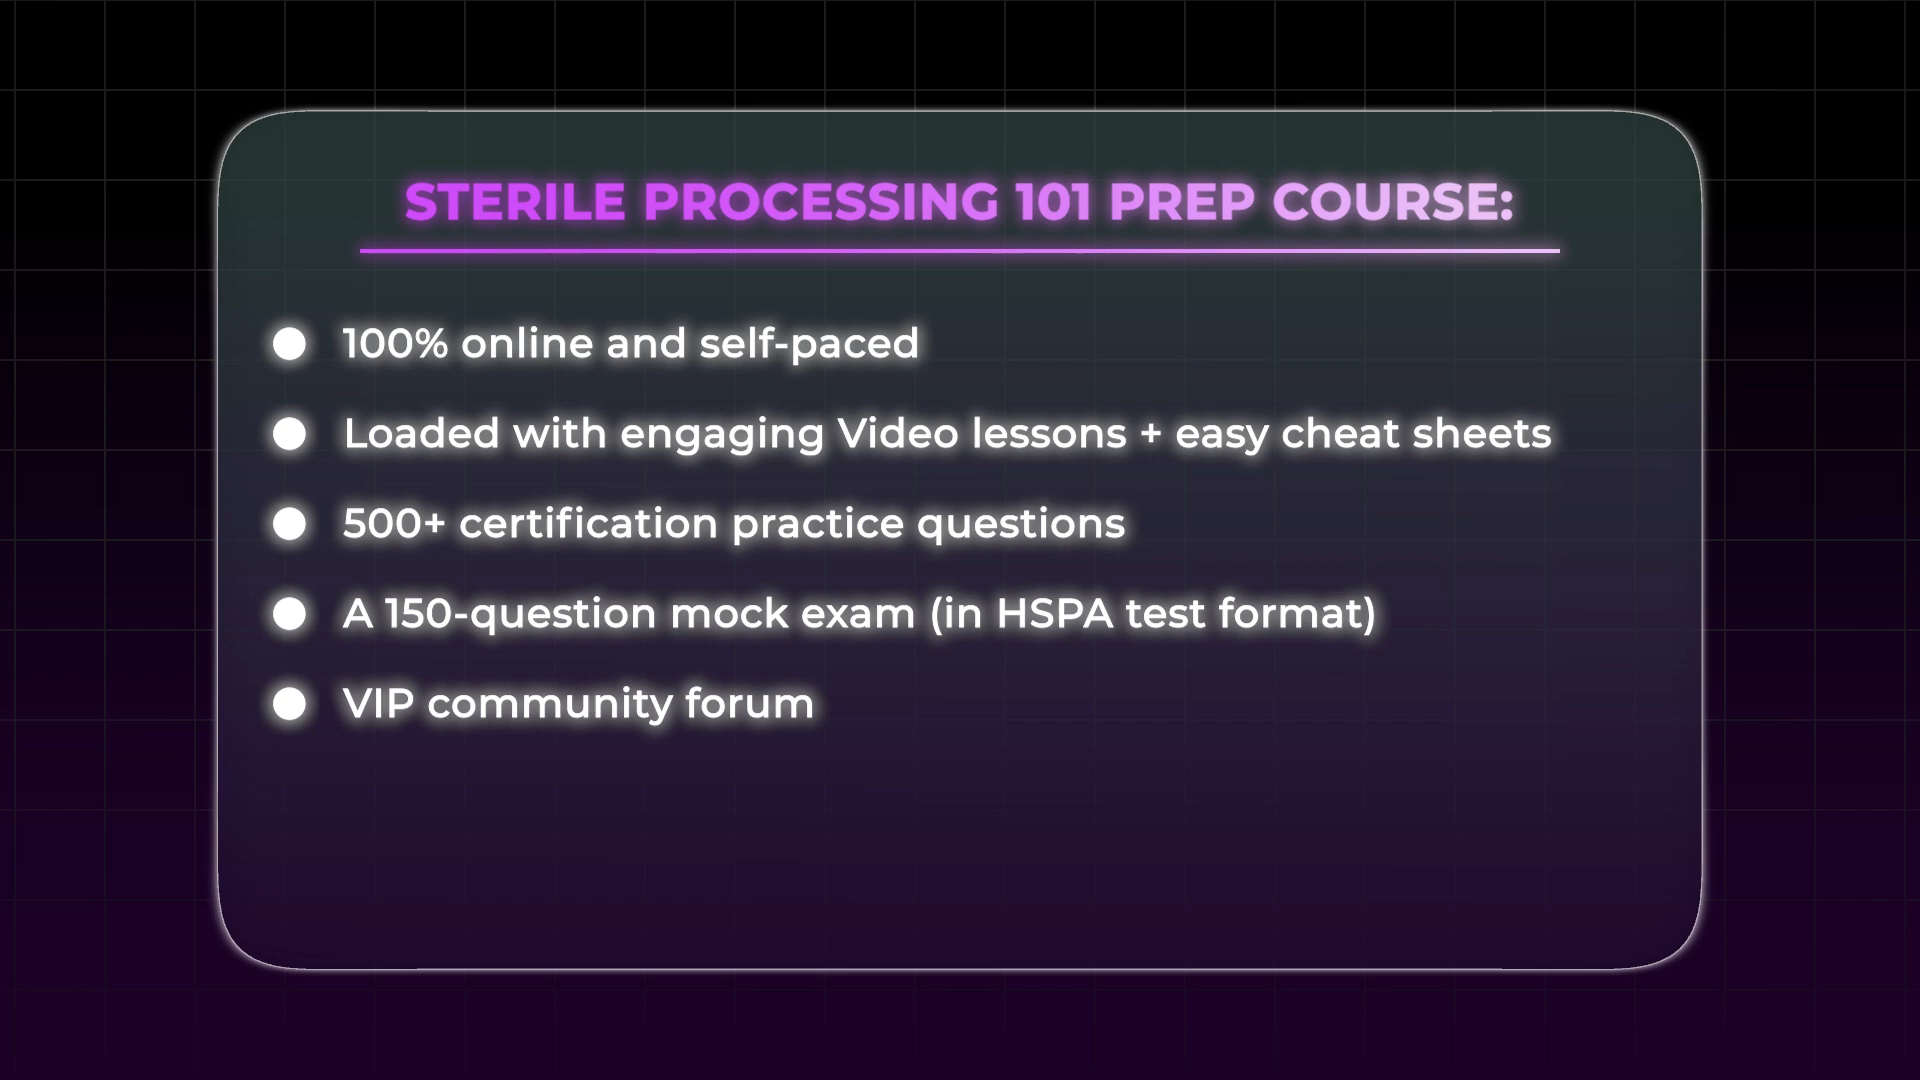 STERILE PROCESSING 101 PREP COURSE:
100% online and self-paced
Loaded with engaging Video lessons + easy cheat sheets
500+ certification practice questions
A 150-question mock exam (in HSPA test format)
VIP community forum